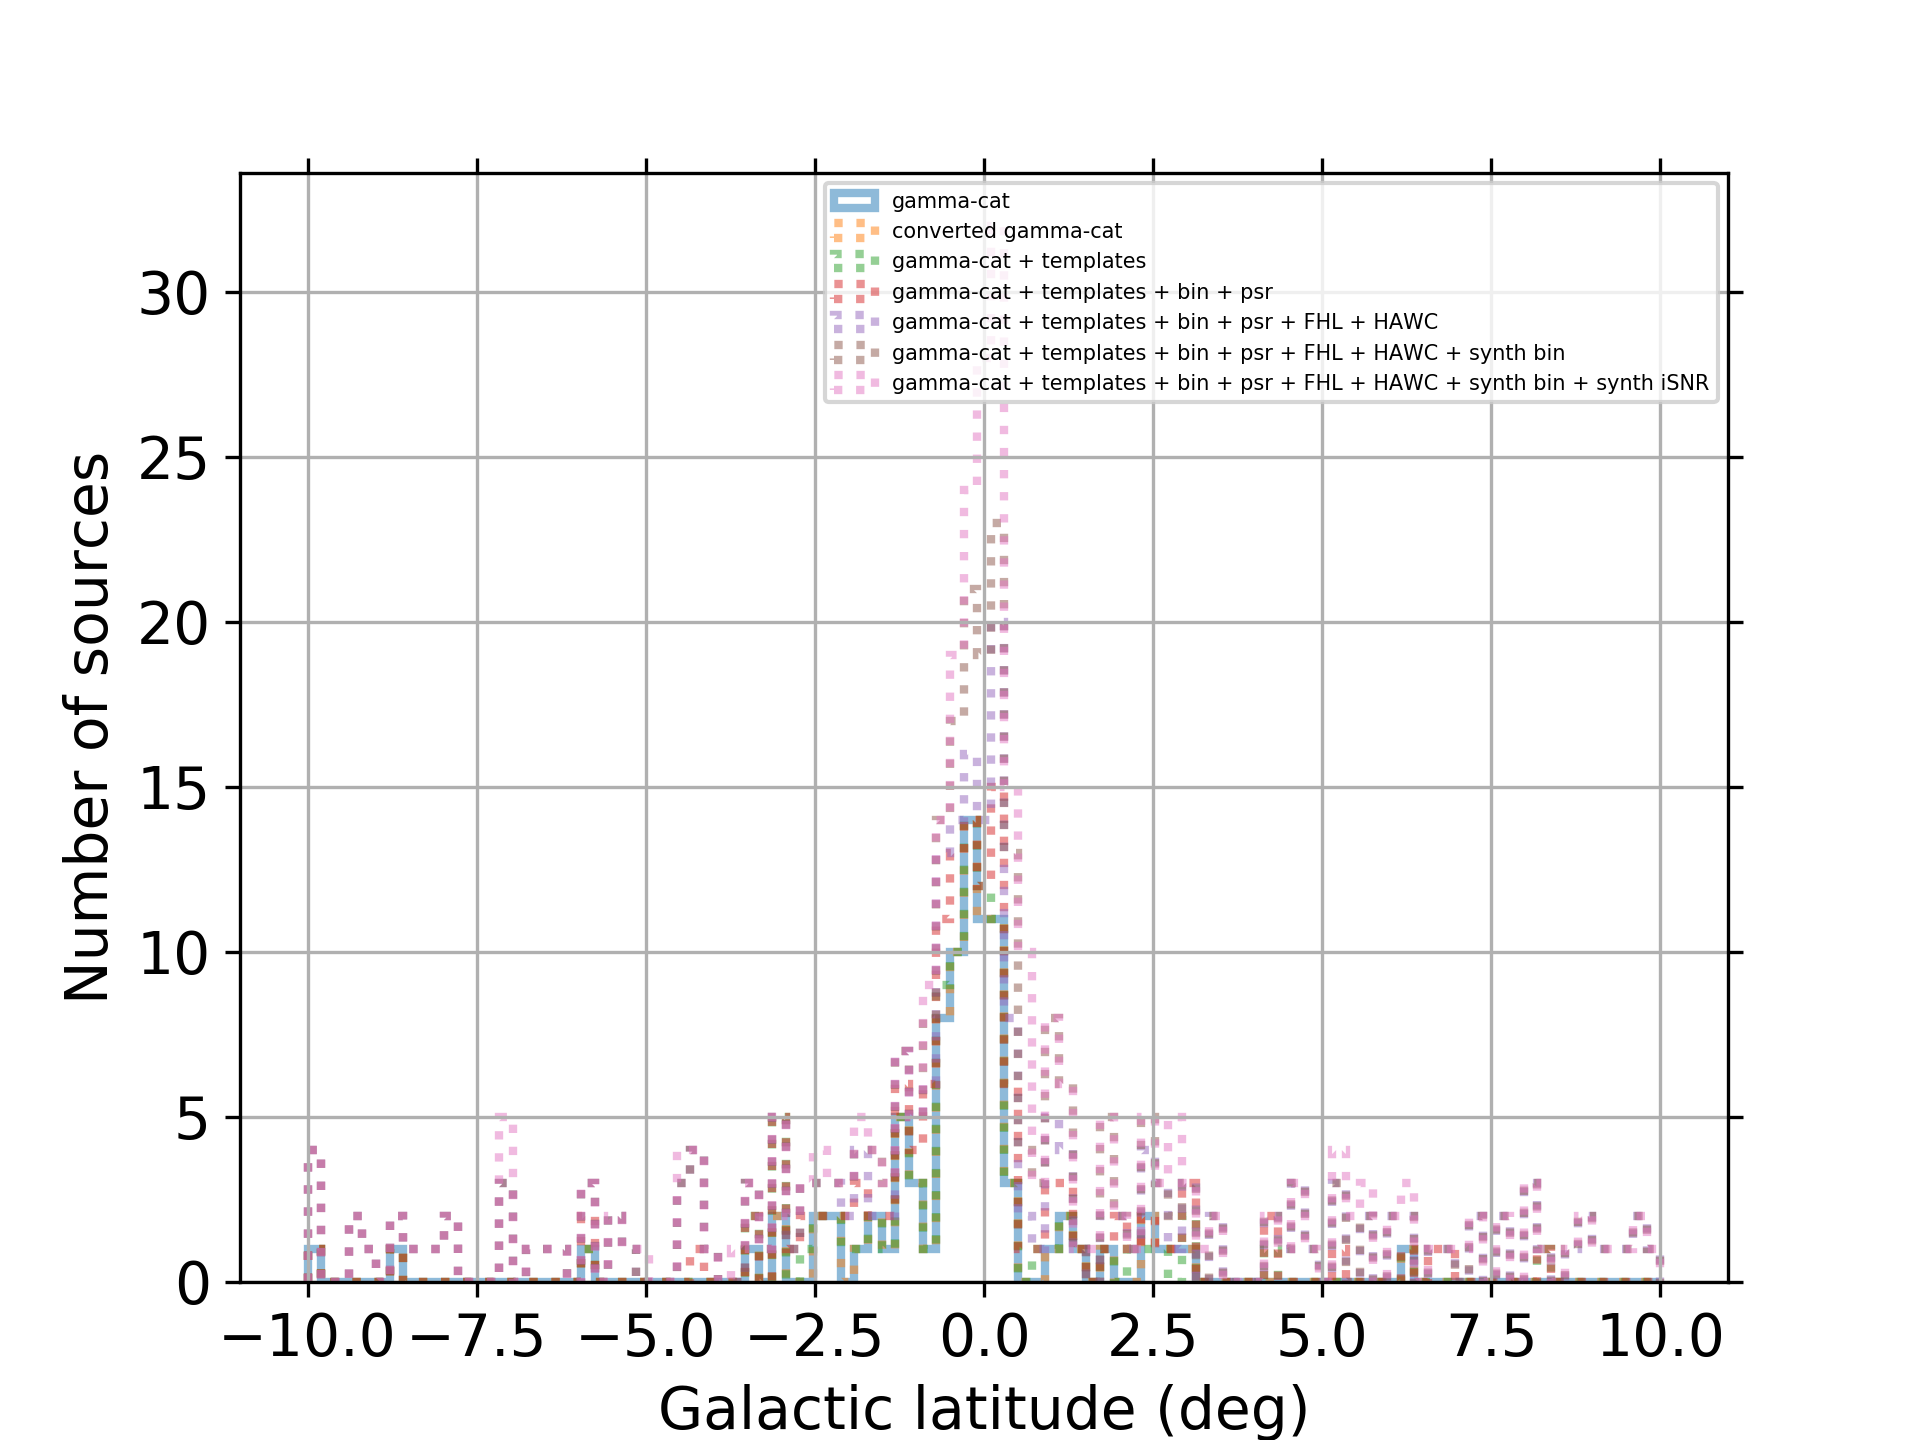 gamma-cat
converted gamma-cat
gamma-cat + templates
gamma-cat + templates + bin + psr
gamma-cat + templates + bin + psr + FHL + HAWC
gamma-cat + templates + bin + psr + FHL + HAWC + synth bin
gamma-cat + templates + bin + psr + FHL + HAWC + synth bin + synth iSNR
30
25
20
15
10
5
0
Number of sources
−10.0 −7.5 −5.0 −2.5 0.0 2.5 5.0 7.5 10.0
Galactic latitude (deg)